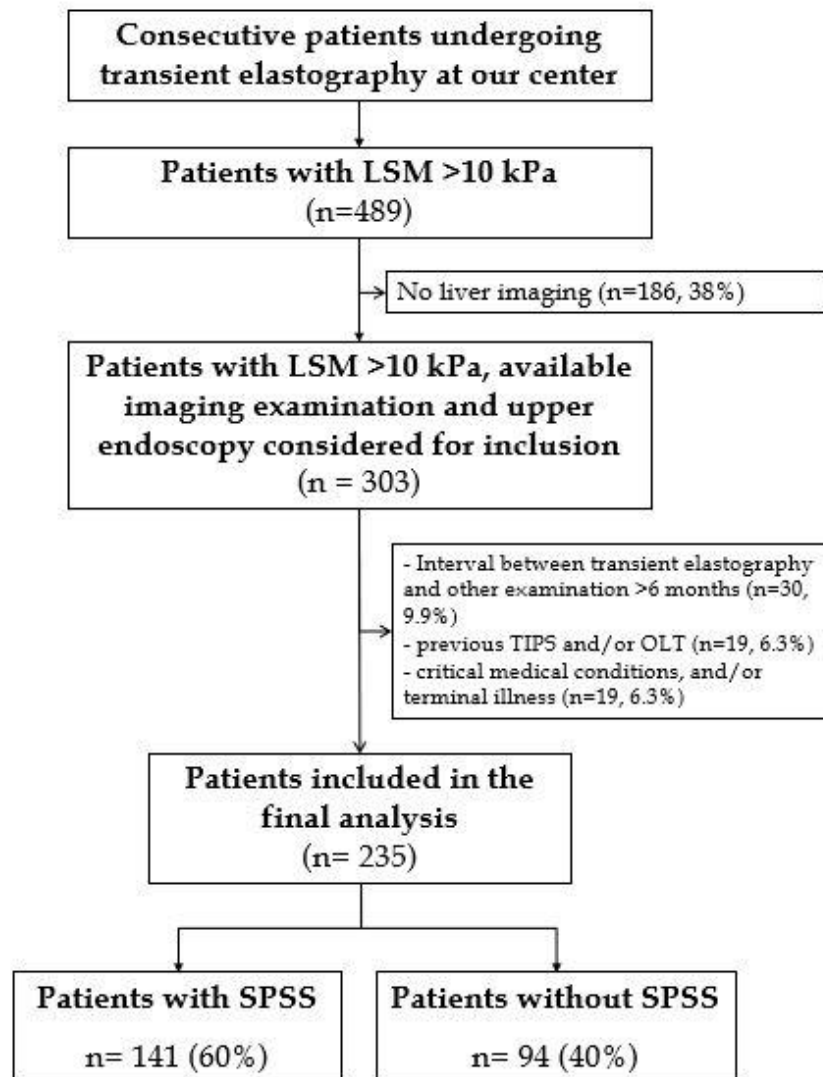 Consecutive patients undergoing
transient elastography at our center
Patients with LSM >10 kPa
(n=489)
No liver imaging (n=186, 38%)
Patients with LSM >10 kPa, available
imaging examination and upper
endoscopy considered for inclusion
(n = 303)
- Interval between transient elastography
and other examination >6 months (n=30,
9.9%)
- previous TIPS and/or OLT (n=19, 6.3%)
- critical medical conditions, and/or
terminal illness (n=19, 6.3%)
Patients included in the
final analysis
(n= 235)
Patients with SPSS
n= 141 (60%)
Patients without SPSS
n= 94 (40%)